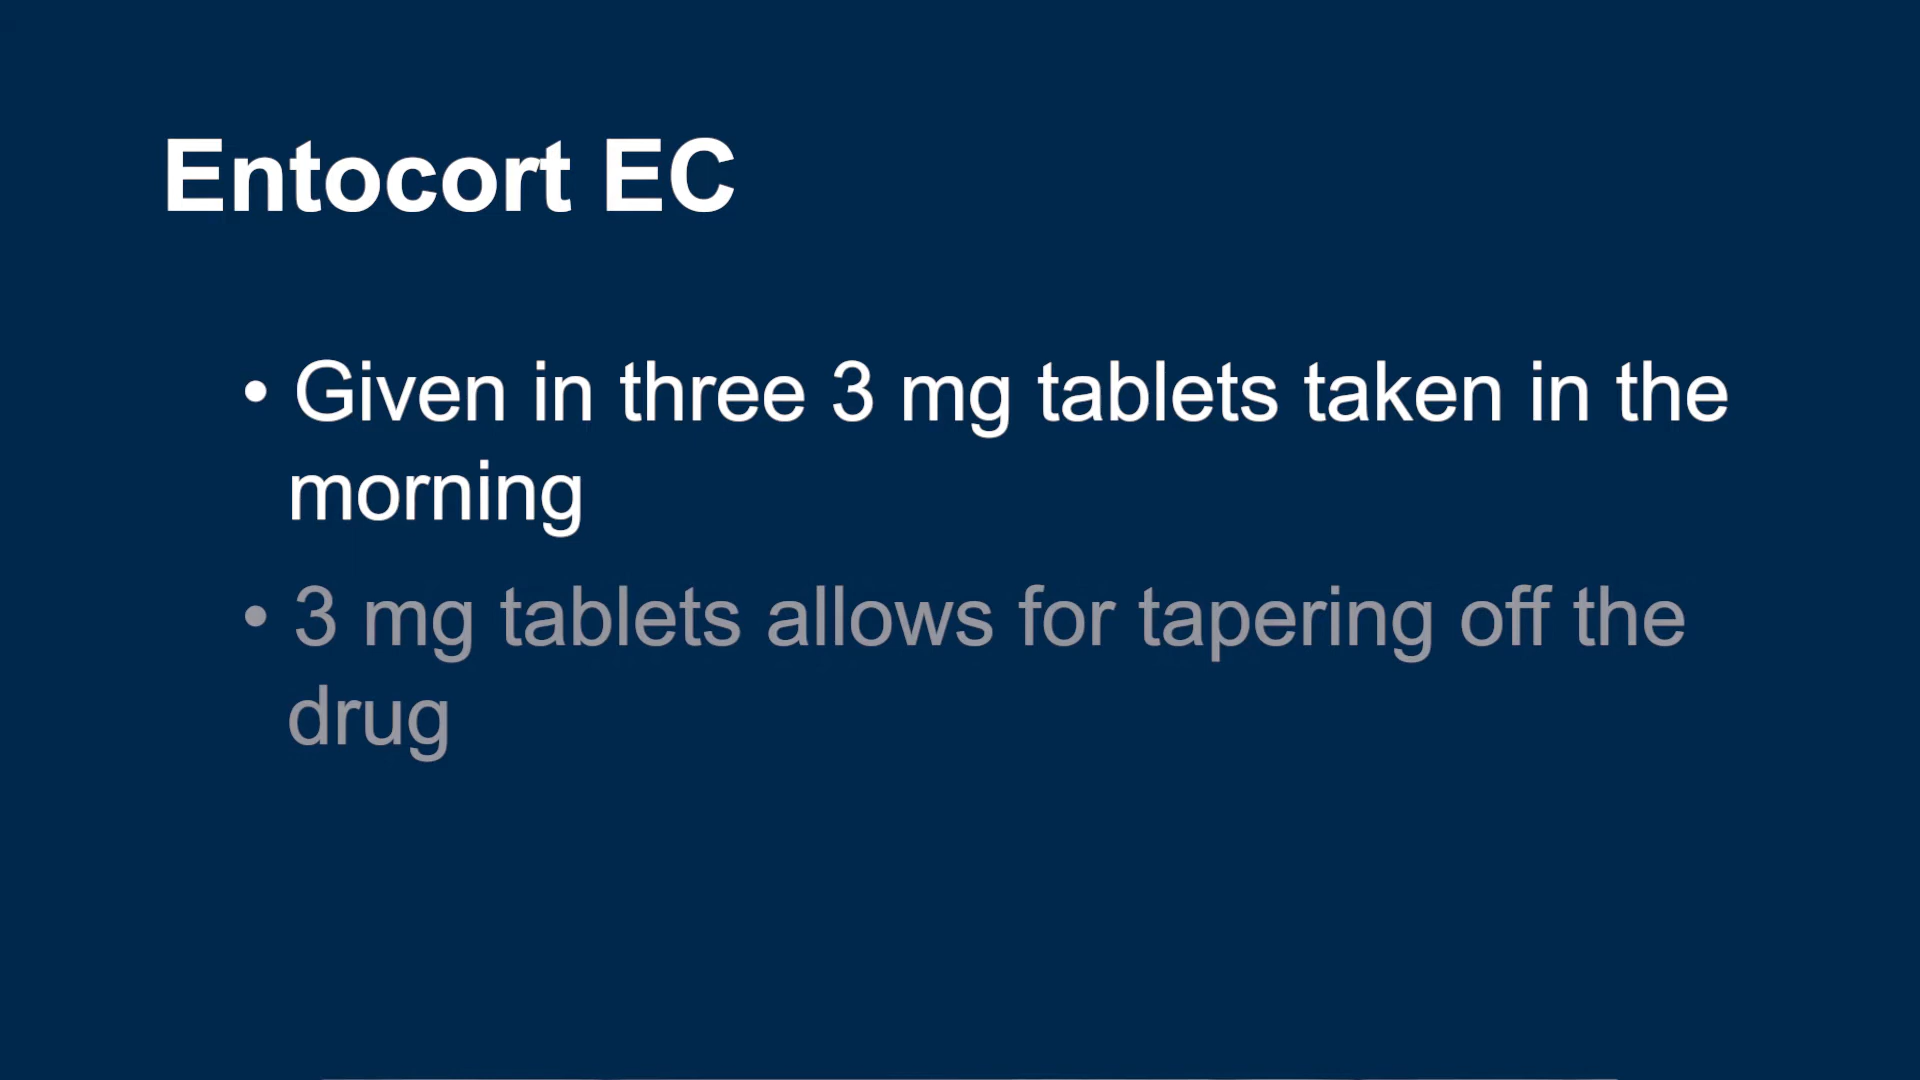 Entocort EC
• Given in three 3 mg tablets taken in the
morning
• 3 mg tablets allows for tapering off the
drug